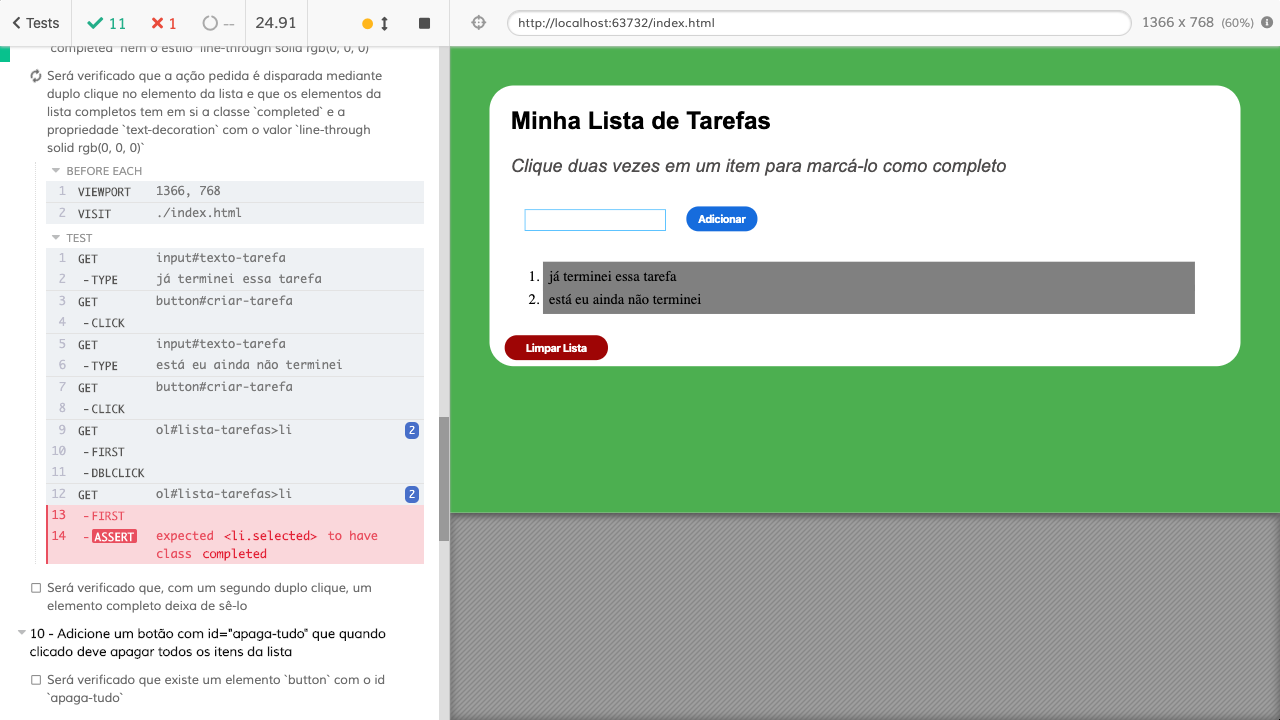 Tests
11
1
--
24.91
http://localhost:63732/index.html
1366 x 768 (60%)
`completed` nem o estilo `line-through solid rgb(0, 0, 0)`
Será verificado que a ação pedida é disparada mediante
duplo clique no elemento da lista e que os elementos da
lista completos tem em si a classe `completed` e a
propriedade `text-decoration` com o valor `line-through
solid rgb(0, 0, 0)`
BEFORE EACH
1 VIEWPORT 1366, 768
2 VISIT ./index.html
TEST
1 GET input#texto-tarefa
2 -TYPE já terminei essa tarefa
3 GET button#criar-tarefa
4 -CLICK
5 GET input#texto-tarefa
6 -TYPE está eu ainda não terminei
7 GET button#criar-tarefa
8 -CLICK
9 GET ol#lista-tarefas>li 2
10 -FIRST
11 -DBLCLICK
12 GET ol#lista-tarefas>li 2
13 -FIRST
14 -ASSERT expected <li.selected> to have
class completed
Será verificado que, com um segundo duplo clique, um
elemento completo deixa de sê-lo
10 - Adicione um botão com id="apaga-tudo" que quando
clicado deve apagar todos os itens da lista
Será verificado que existe um elemento `button` com o id
`apaga-tudo`
Minha Lista de Tarefas
Clique duas vezes em um item para marcá-lo como completo
Adicionar
1. já terminei essa tarefa
2. está eu ainda não terminei
Limpar Lista